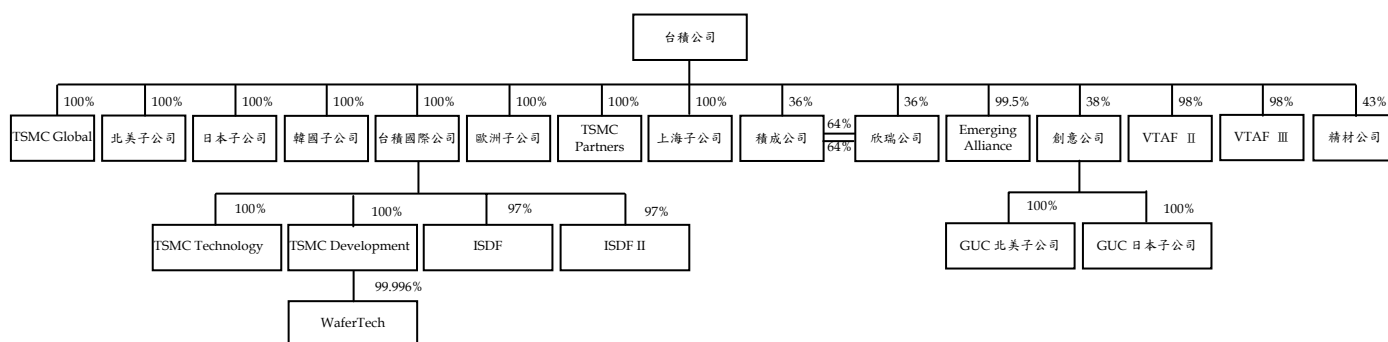 台積公司
100%
100%
100%
100%
100%
100%
100%
100%
36%
36%
99.5%
38%
98%
98%
43%
TSMC Global
北美子公司
日本子公司
韓國子公司
台積國際公司
歐洲子公司
TSMC
Partners
上海子公司
積成公司
64%
64%
欣瑞公司
Emerging
Alliance
創意公司
VTAF Ⅱ
VTAF Ⅲ
精材公司
100%
100%
97%
97%
100%
100%
TSMC Technology
TSMC Development
ISDF
ISDF II
GUC 北美子公司
GUC 日本子公司
99.996%
WaferTech